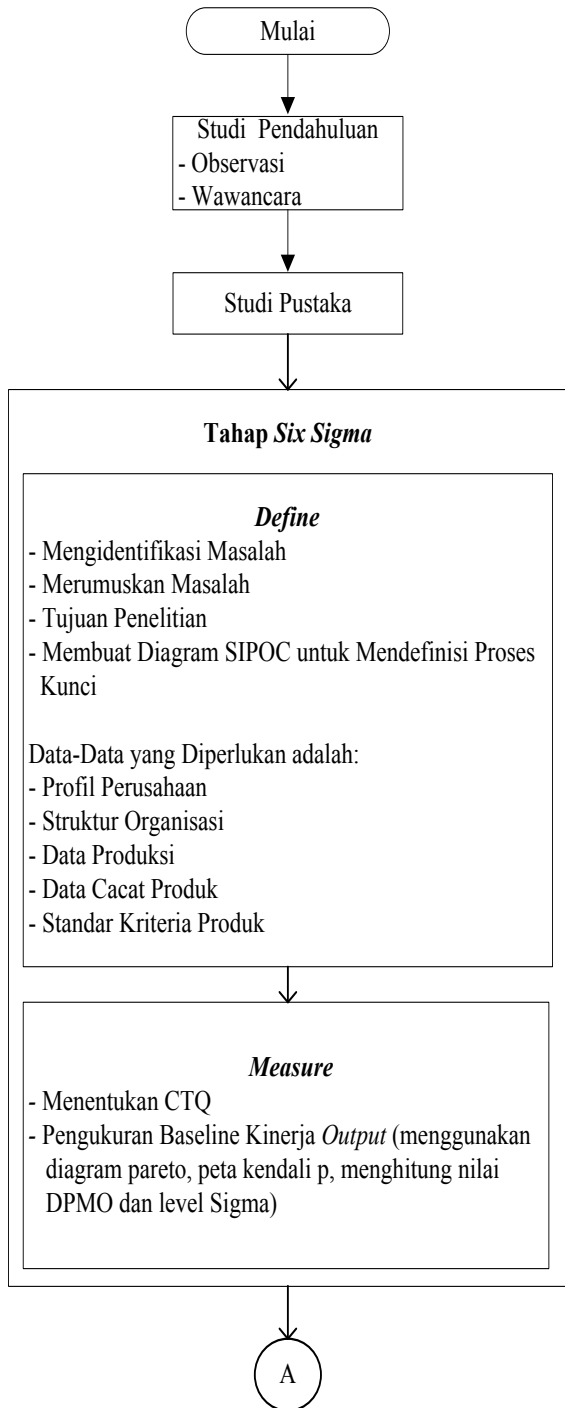 Mulai
Studi Pendahuluan
- Observasi
- Wawancara
Studi Pustaka
Tahap Six Sigma
Define
- Mengidentifikasi Masalah
- Merumuskan Masalah
- Tujuan Penelitian
- Membuat Diagram SIPOC untuk Mendefinisi Proses
Kunci
Data-Data yang Diperlukan adalah:
- Profil Perusahaan
- Struktur Organisasi
- Data Produksi
- Data Cacat Produk
- Standar Kriteria Produk
Measure
- Menentukan CTQ
- Pengukuran Baseline Kinerja Output (menggunakan
diagram pareto, peta kendali p, menghitung nilai
DPMO dan level Sigma)
A